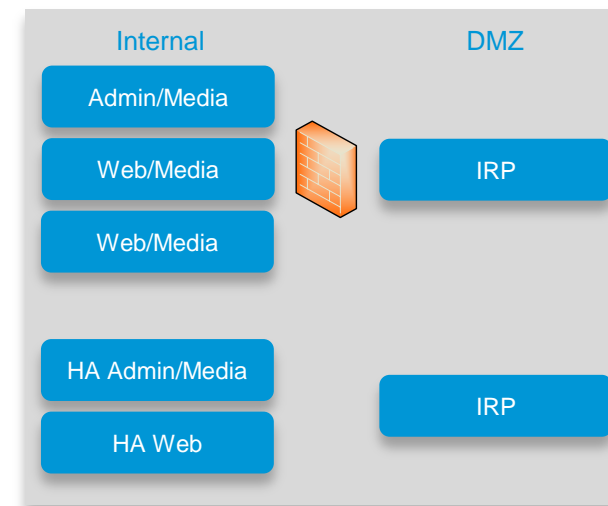 Internal
DMZ
Admin/Media
Web/Media
IRP
Web/Media
HA Admin/Media
IRP
HA Web